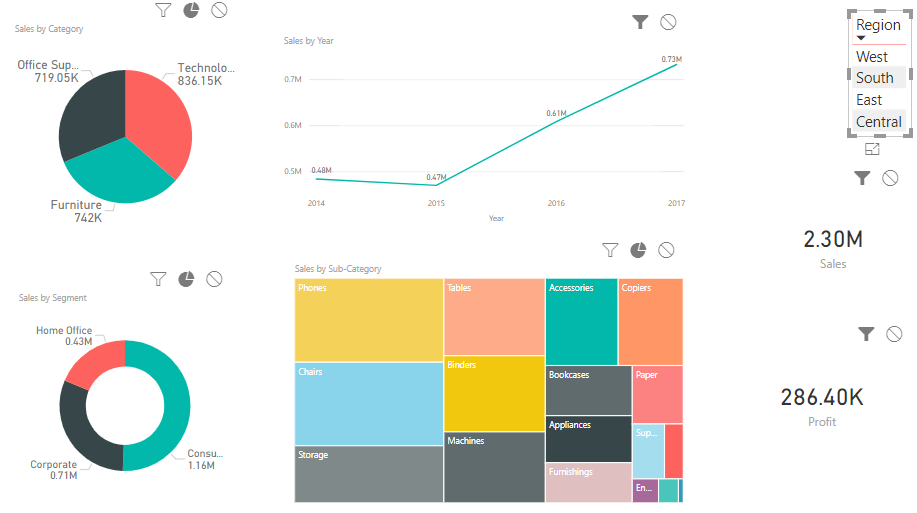 Sales by Category
Office Sup...
719.05K
Technolo...
836.15K
Furniture
742K
Sales by Year
0.7M
0.6M
0.5M
0.48M
0.47M
0.61M
0.73M
2014
2015
2016
2017
Year
Region
West
South
East
Central
2.30M
Sales
286.40K
Profit
Sales by Segment
Home Office
0.43M
Corporate
0.71M
Consu...
1.16M
Sales by Sub-Category
Phones
Chairs
Storage
Tables
Binders
Machines
Accessories
Copiers
Bookcases
Appliances
Furnishings
Paper
Sup...
En...